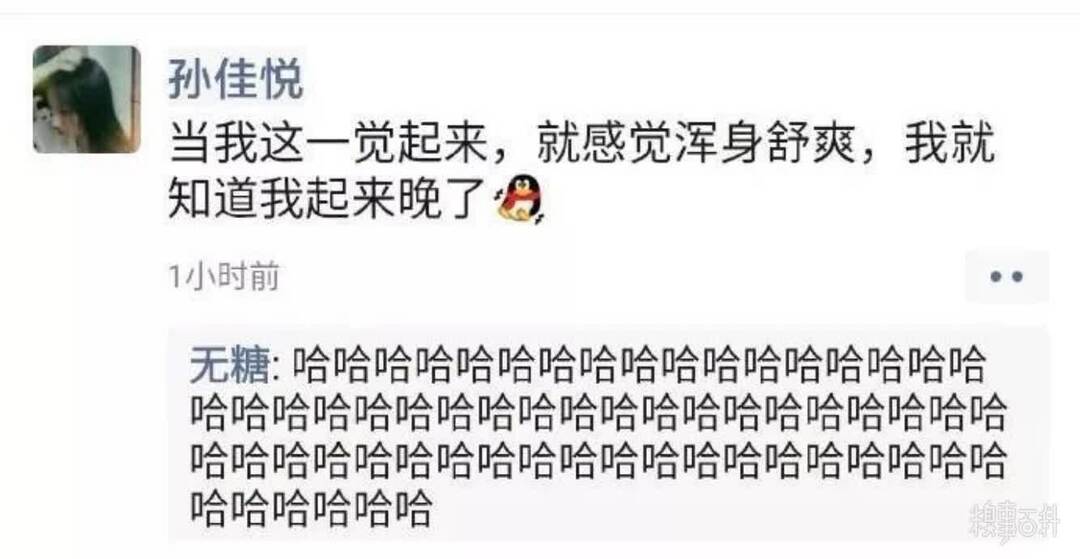 孙佳悦
当我这一觉起来，就感觉浑身舒爽，我就
知道我起来晚了
1小时前
无糖: 哈哈哈哈哈哈哈哈哈哈哈哈哈哈哈哈哈
哈哈哈哈哈哈哈哈哈哈哈哈哈哈哈哈哈哈哈哈
哈哈哈哈哈哈哈哈哈哈哈哈哈哈哈哈哈哈哈哈
哈哈哈哈哈哈
糗事百科